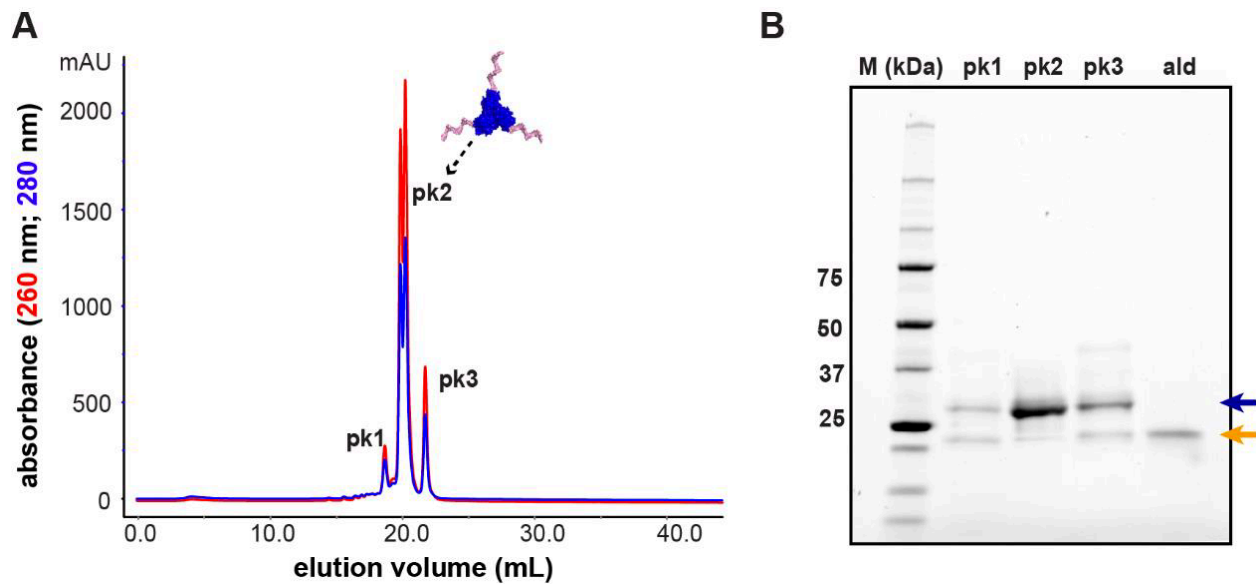 A
mAU
2000
1500
1000
500
0
absorbance (260 nm; 280 nm)
pk1
pk2
pk3
0.0 10.0 20.0 30.0 40.0
elution volume (mL)
B
M (kDa) pk1 pk2 pk3 ald
75
50
37
25